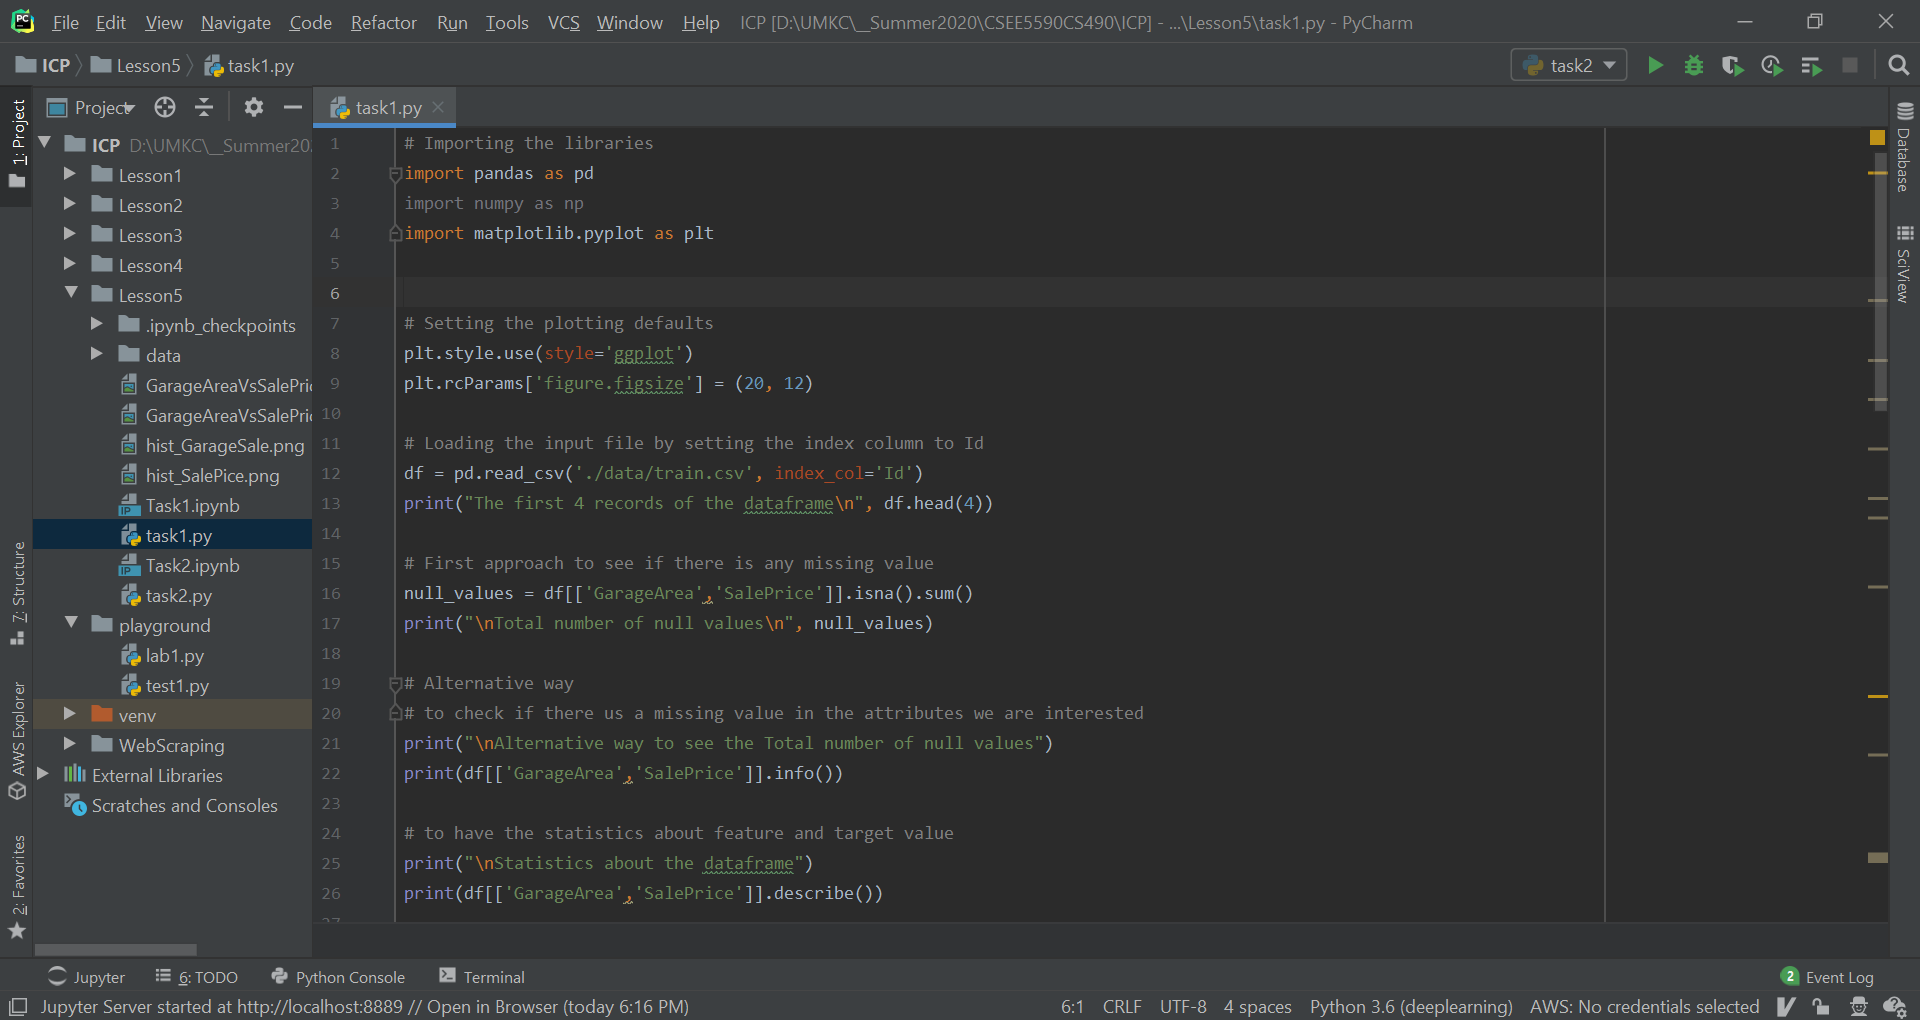 File Edit View Navigate Code Refactor Run Tools VCS Window Help ICP [D:\UMKC\__Summer2020\CSEE5590CS490\ICP] - ...\Lesson5\task1.py - PyCharm
ICP Lesson5 task1.py task2
1: Project
7: Structure
AWS Explorer
2: Favorites
Project
ICP D:\UMKC\__Summer20
Lesson1
Lesson2
Lesson3
Lesson4
Lesson5
.ipynb_checkpoints
data
GarageAreaVsSalePri
GarageAreaVsSalePri
hist_GarageSale.png
hist_SalePice.png
Task1.ipynb
task1.py
Task2.ipynb
task2.py
playground
lab1.py
test1.py
venv
WebScraping
External Libraries
Scratches and Consoles
task1.py
1 # Importing the libraries
2 import pandas as pd
3 import numpy as np
4 import matplotlib.pyplot as plt
5
6
7 # Setting the plotting defaults
8 plt.style.use(style='ggplot')
9 plt.rcParams['figure.figsize'] = (20, 12)
10
11 # Loading the input file by setting the index column to Id
12 df = pd.read_csv('./data/train.csv', index_col='Id')
13 print("The first 4 records of the dataframe\n", df.head(4))
14
15 # First approach to see if there is any missing value
16 null_values = df[['GarageArea','SalePrice']].isna().sum()
17 print("\nTotal number of null values\n", null_values)
18
19 # Alternative way
20 # to check if there us a missing value in the attributes we are interested
21 print("\nAlternative way to see the Total number of null values")
22 print(df[['GarageArea','SalePrice']].info())
23
24 # to have the statistics about feature and target value
25 print("\nStatistics about the dataframe")
26 print(df[['GarageArea','SalePrice']].describe())
27
Database
SciView
Jupyter 6: TODO Python Console Terminal 2 Event Log
Jupyter Server started at http://localhost:8889 // Open in Browser (today 6:16 PM) 6:1 CRLF UTF-8 4 spaces Python 3.6 (deeplearning) AWS: No credentials selected